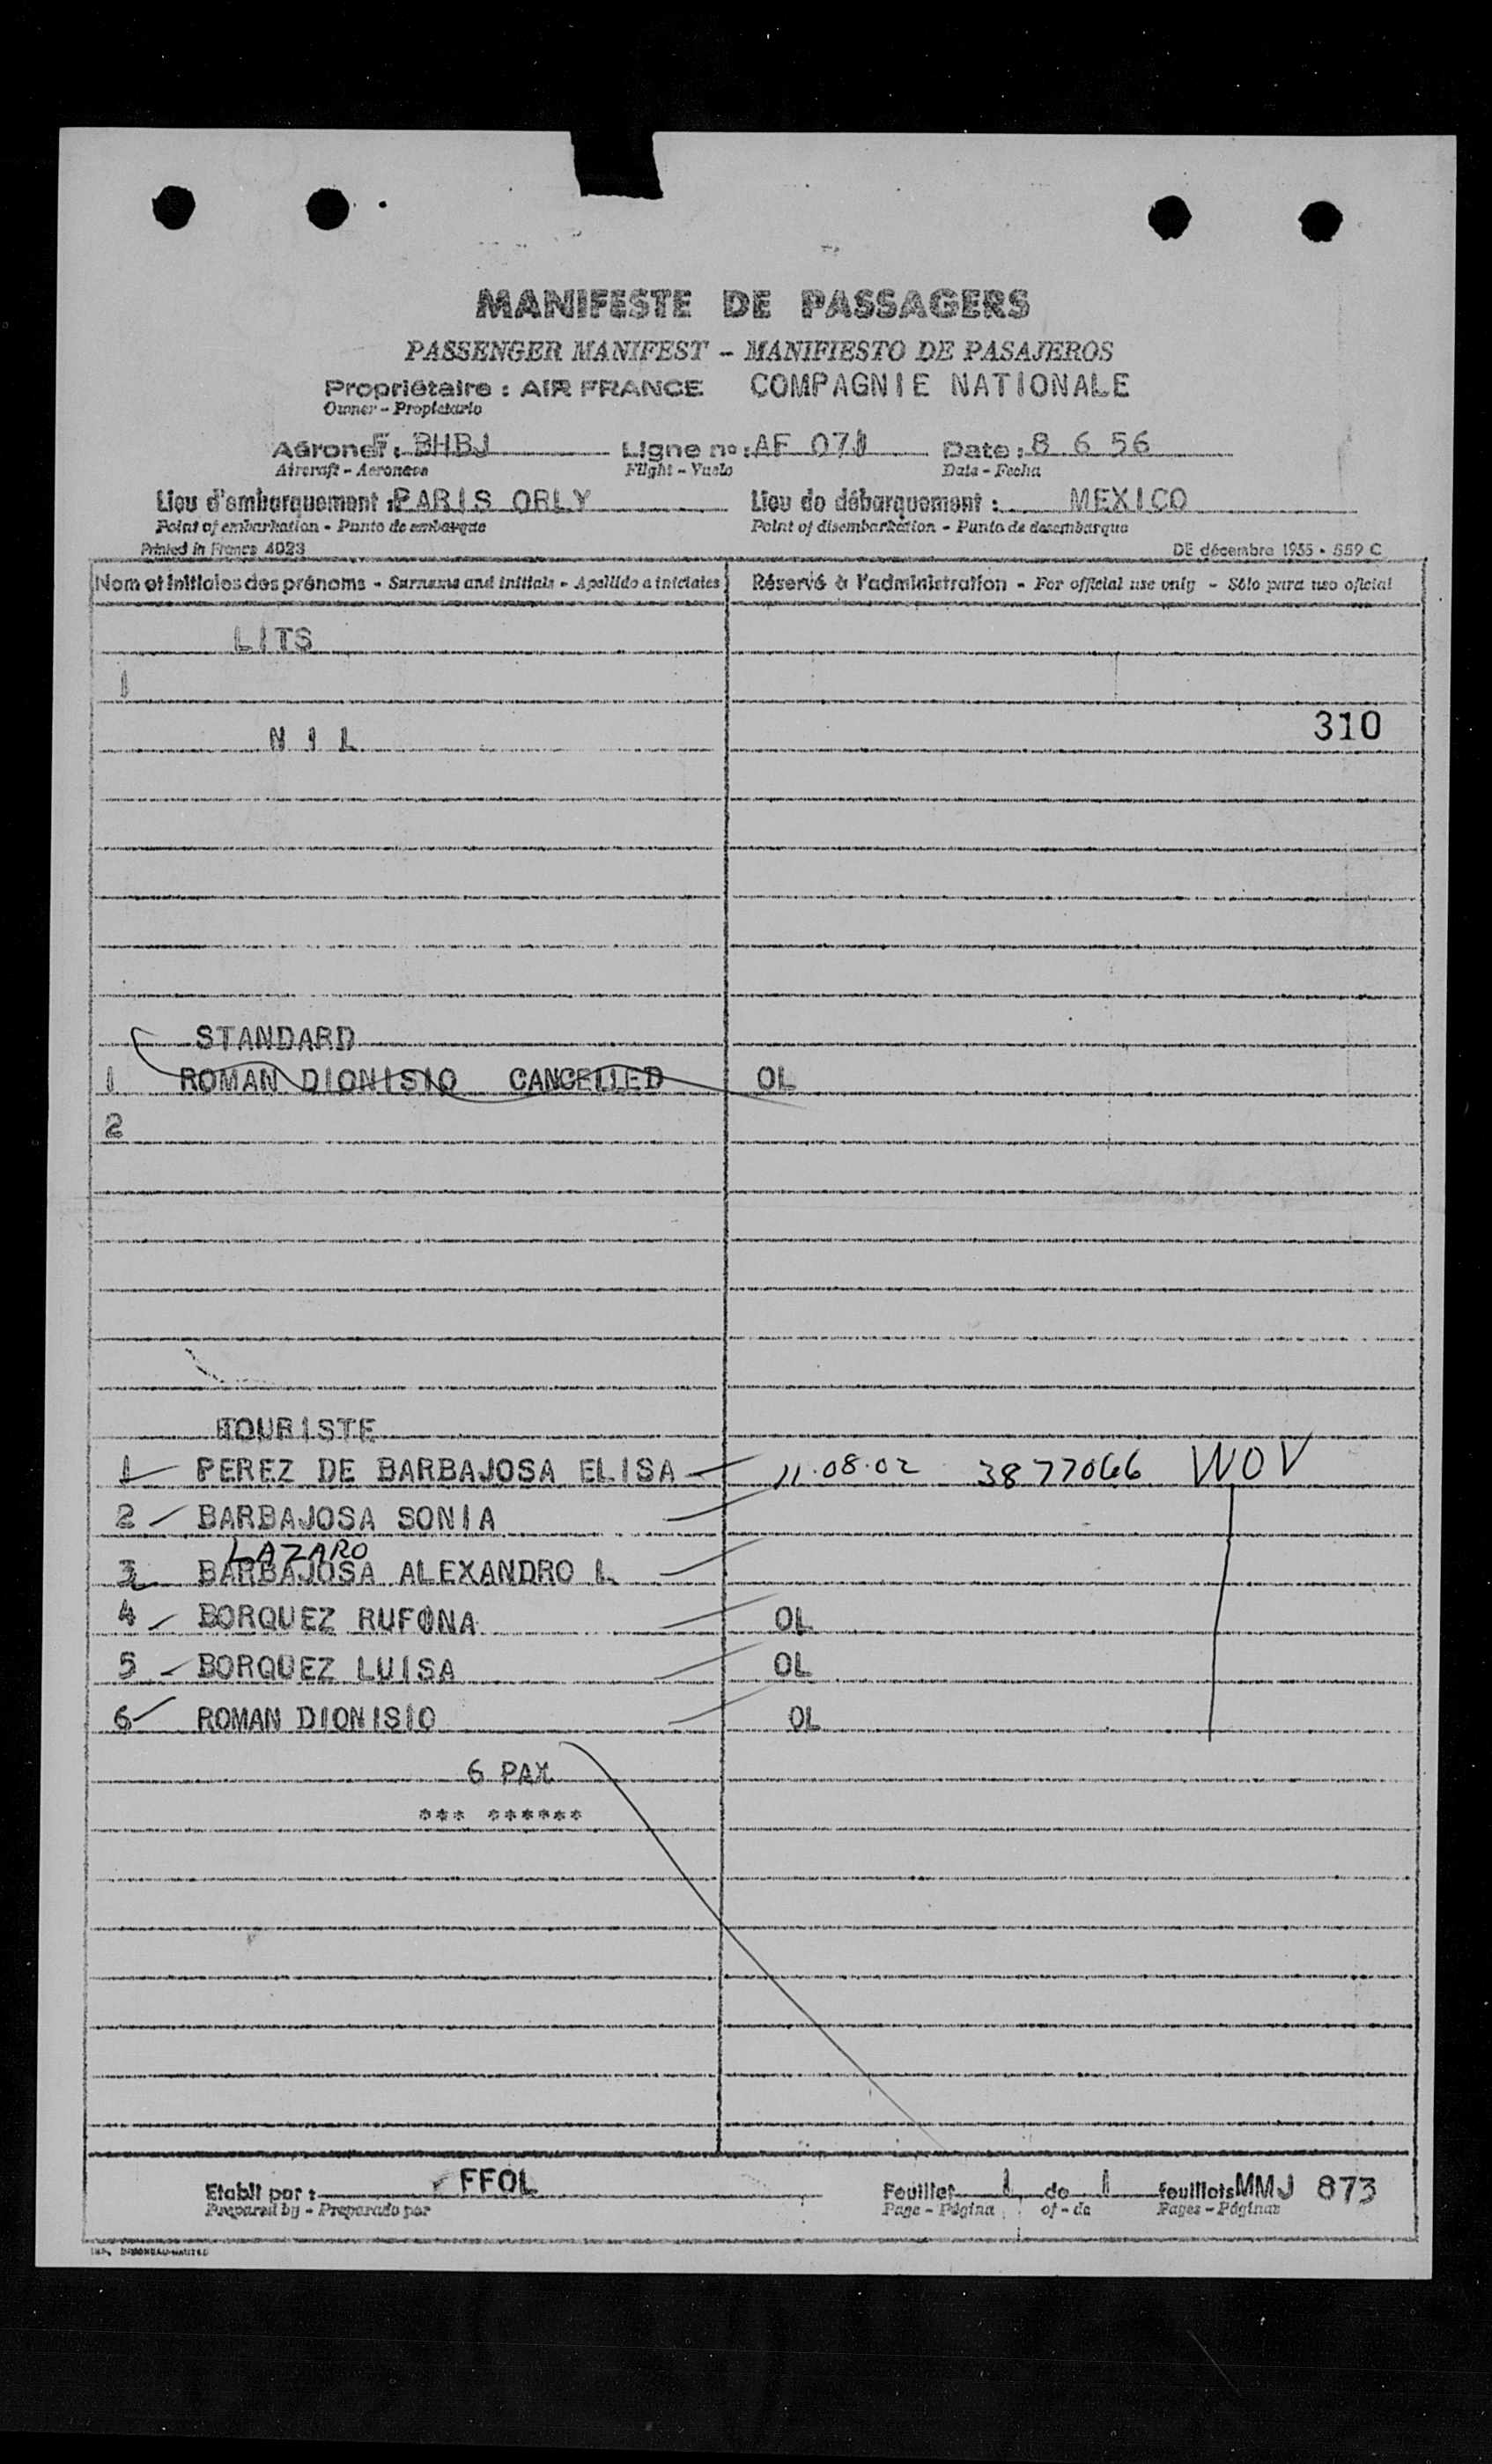 MANIFESTE DE PASSAGERS
PASSENGER MANIFEST - MANIFIESTO DE PASAJEROS
Propriétaire : AIR FRANCE COMPAGNIE NATIONALE
Owner - Propietario
Aéronef : F BHBJ Ligne no : AF 071 Date : 8 6 56
Aircraft - Aeronave Flight - Vuelo Date - Fecha
Lieu d'embarquement : PARIS ORLY Lieu de débarquement : MEXICO
Point of embarkation - Punto de embarque Point of disembarkation - Punto de desembarque
Printed in France 4023 DE décembre 1955 - 559 C
Nom et initiales des prénoms - Surname and initials - Apellido a iniciales Réservé à l'administration - For official use only - Sólo para uso oficial
LITS
1
310
N I L
STANDARD
1 ROMAN DIONISIO CANCELLED OL
2
TOURISTE
1 PEREZ DE BARBAJOSA ELISA 11.08.02 3877066 WOV
2 BARBAJOSA SONIA
LAZARO
3 BARBAJOSA ALEXANDRO L
4 BORQUEZ RUFINA OL
5 BORQUEZ LUISA OL
6 ROMAN DIONISIO OL
6 PAX
*** ******
Etabli par : FFOL Feuillet 1 de 1 feuillets MMJ 873
Prepared by - Preparado por Page - Página of - de Pages - Páginas